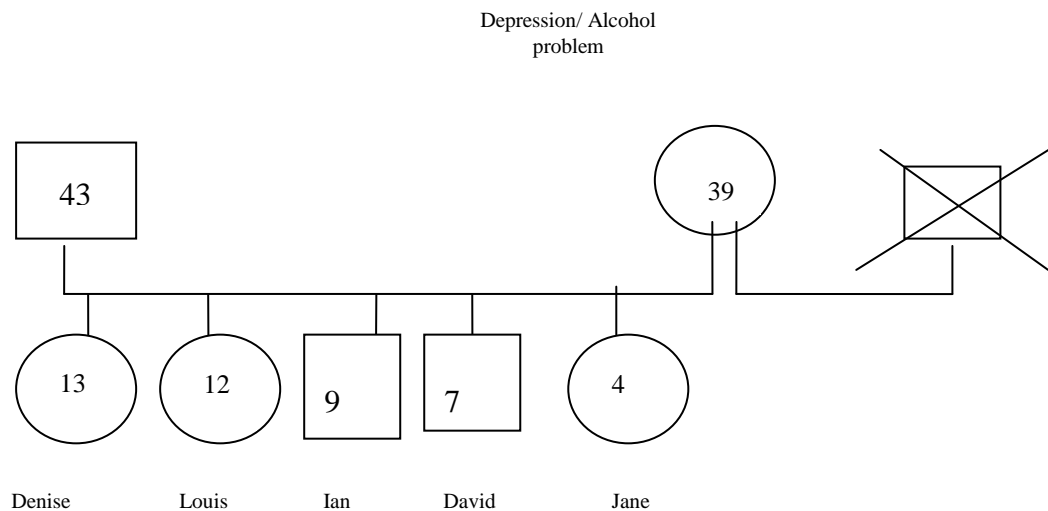 Depression/ Alcohol
problem
43
39
13
12
9
7
4
Denise Louis Ian David Jane